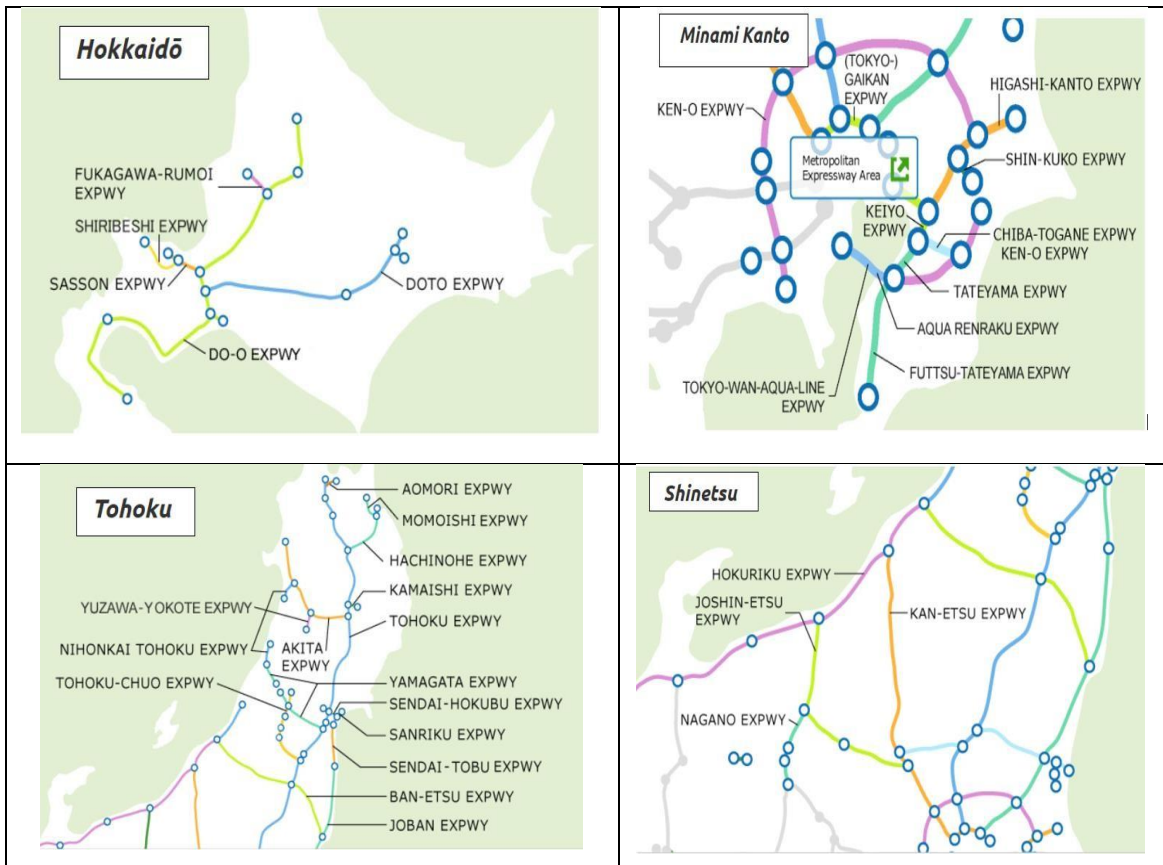 Hokkaidō
FUKAGAWA-RUMOI
EXPWY
SHIRIBESHI EXPWY
SASSON EXPWY
DOTO EXPWY
DO-O EXPWY
Minami Kanto
(TOKYO-)
GAIKAN
EXPWY
KEN-O EXPWY
HIGASHI-KANTO EXPWY
Metropolitan
Expressway Area
SHIN-KUKO EXPWY
KEIYO
EXPWY
CHIBA-TOGANE EXPWY
KEN-O EXPWY
TATEYAMA EXPWY
AQUA RENRAKU EXPWY
FUTTSU-TATEYAMA EXPWY
TOKYO-WAN-AQUA-LINE
EXPWY
Tohoku
AOMORI EXPWY
MOMOISHI EXPWY
HACHINOHE EXPWY
KAMAISHI EXPWY
YUZAWA-YOKOTE EXPWY
TOHOKU EXPWY
NIHONKAI TOHOKU EXPWY
AKITA
EXPWY
TOHOKU-CHUO EXPWY
YAMAGATA EXPWY
SENDAI-HOKUBU EXPWY
SANRIKU EXPWY
SENDAI-TOBU EXPWY
BAN-ETSU EXPWY
JOBAN EXPWY
Shinetsu
HOKURIKU EXPWY
JOSHIN-ETSU
EXPWY
KAN-ETSU EXPWY
NAGANO EXPWY